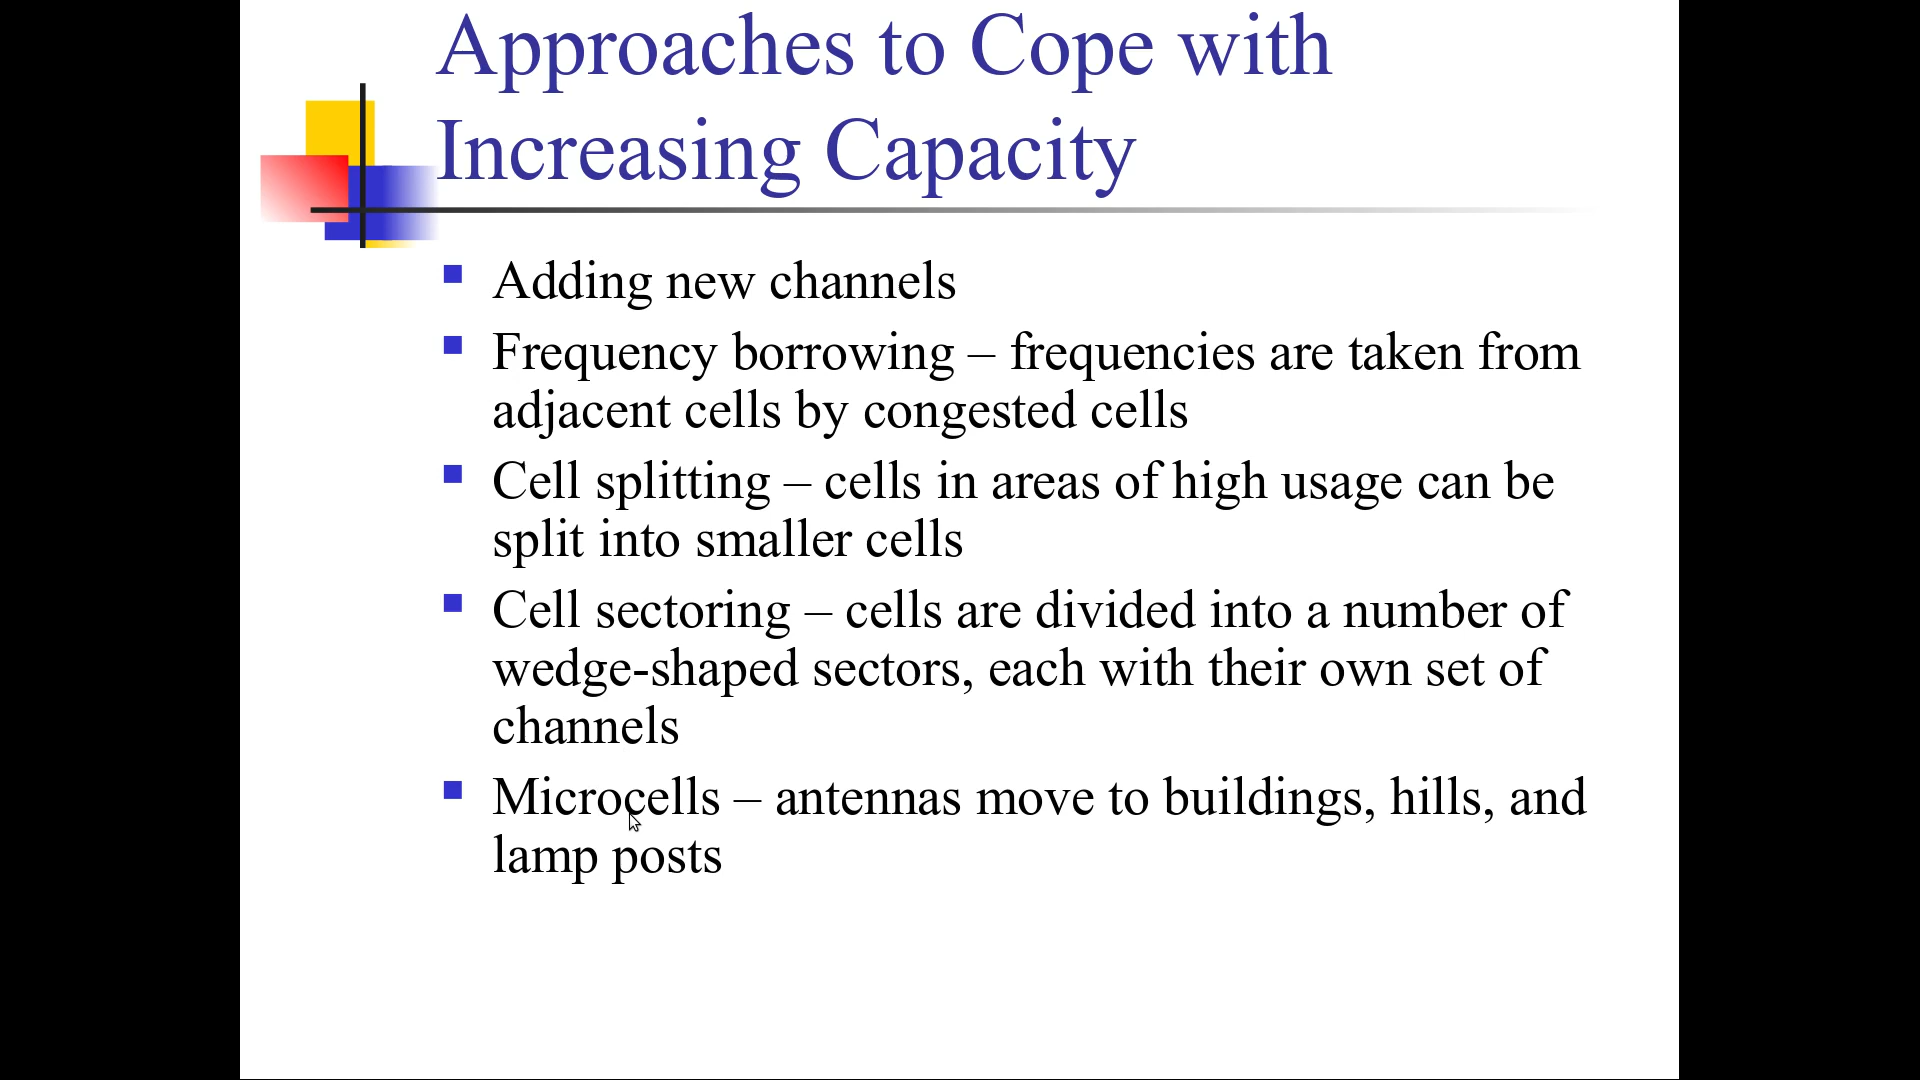 Approaches to Cope with
Increasing Capacity
Adding new channels
Frequency borrowing – frequencies are taken from
adjacent cells by congested cells
Cell splitting – cells in areas of high usage can be
split into smaller cells
Cell sectoring – cells are divided into a number of
wedge-shaped sectors, each with their own set of
channels
Microcells – antennas move to buildings, hills, and
lamp posts